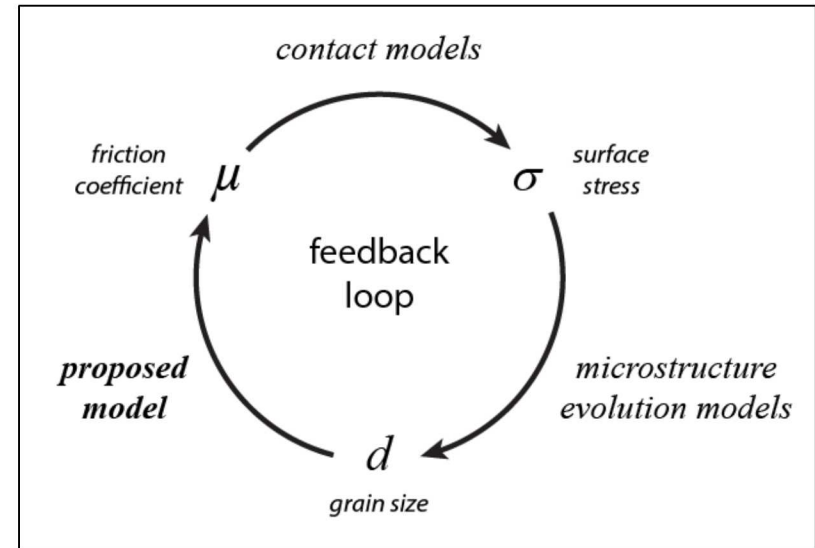 contact models
friction
coefficient
μ
σ
surface
stress
feedback
loop
proposed
model
microstructure
evolution models
d
grain size